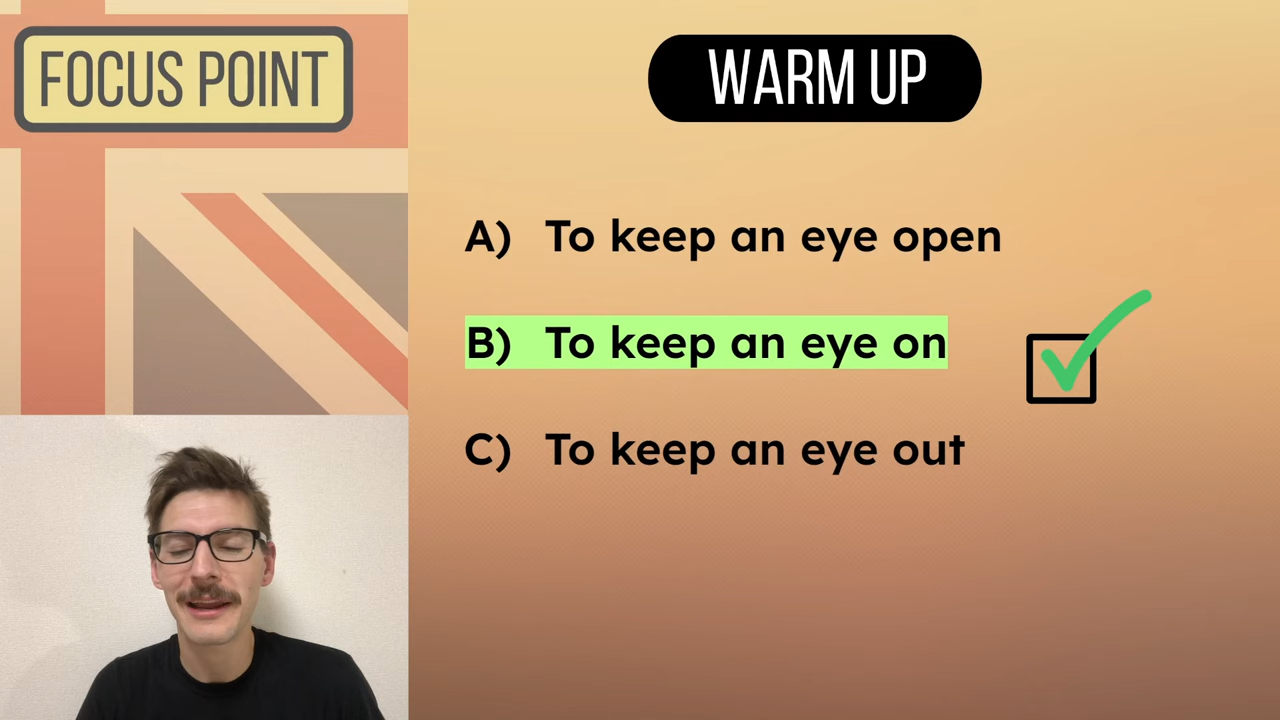 FOCUS POINT
WARM UP
A) To keep an eye open
B) To keep an eye on
C) To keep an eye out